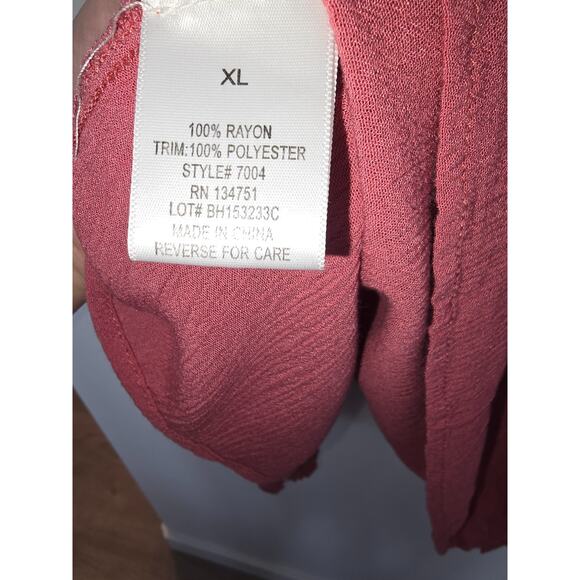 XL
100% RAYON
TRIM:100% POLYESTER
STYLE# 7004
RN 134751
LOT# BH153233C
MADE IN CHINA
REVERSE FOR CARE